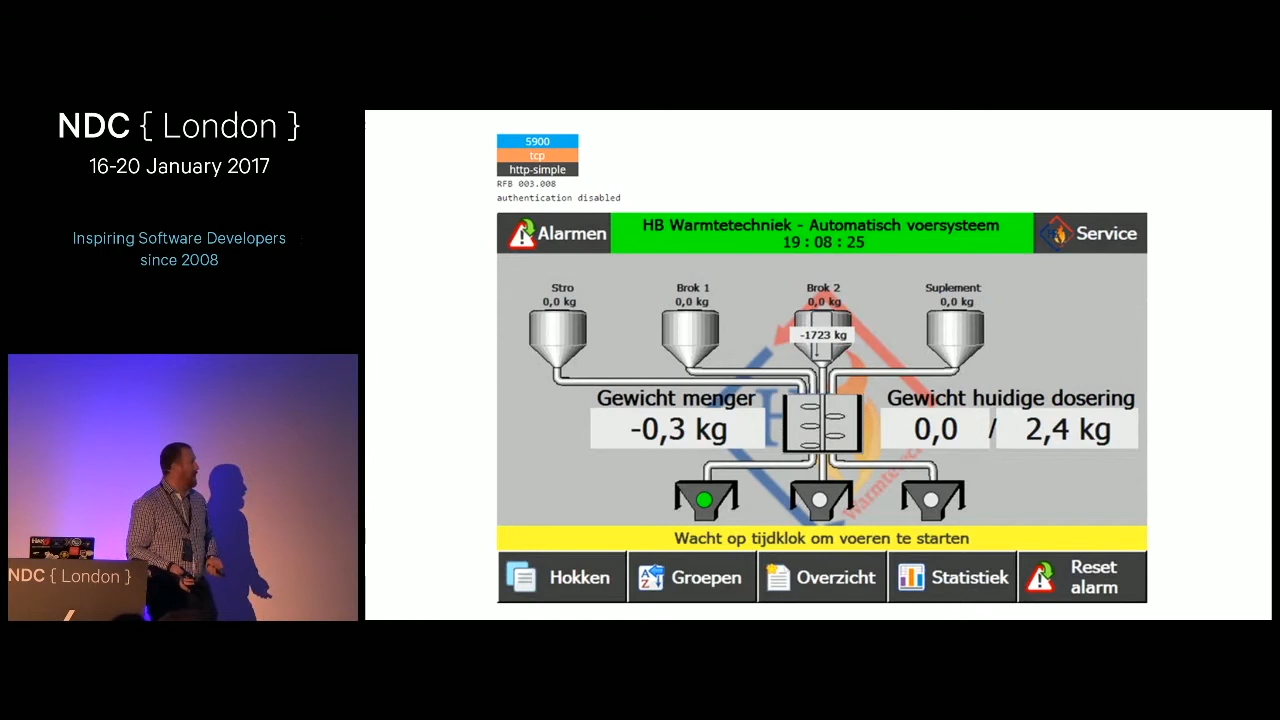 NDC { London }
16-20 January 2017
Inspiring Software Developers
since 2008
NDC { London }
5900
tcp
http-simple
RFB 003.008
authentication disabled
Alarmen
HB Warmtetechniek - Automatisch voersysteem
19 : 08 : 25
Service
Stro
0,0 kg
Brok 1
0,0 kg
Brok 2
0,0 kg
Suplement
0,0 kg
-1723 kg
Gewicht menger
-0,3 kg
Gewicht huidige dosering
0,0 / 2,4 kg
Wacht op tijdklok om voeren te starten
Hokken
Groepen
Overzicht
Statistiek
Reset
alarm